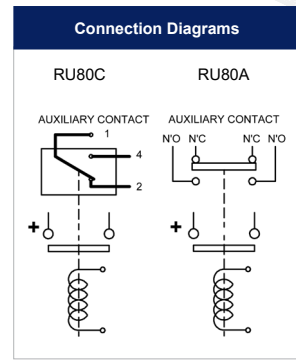 Connection Diagrams
RU80C RU80A
AUXILIARY CONTACT AUXILIARY CONTACT
1 N'O N'C N'C N'O
4
2
+ +